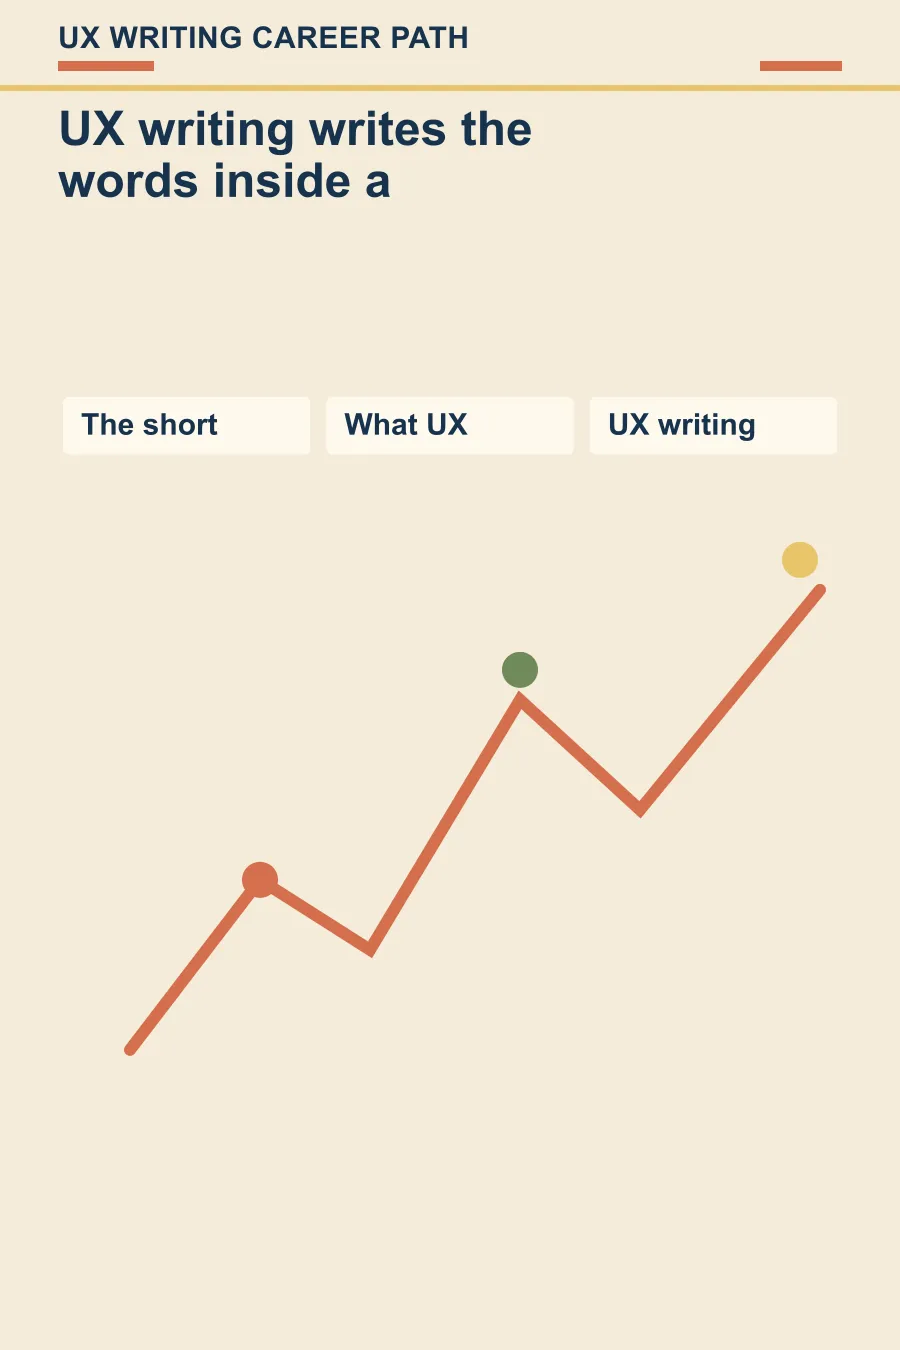 UX WRITING CAREER PATH
UX writing writes the
words inside a
The short
What UX
UX writing